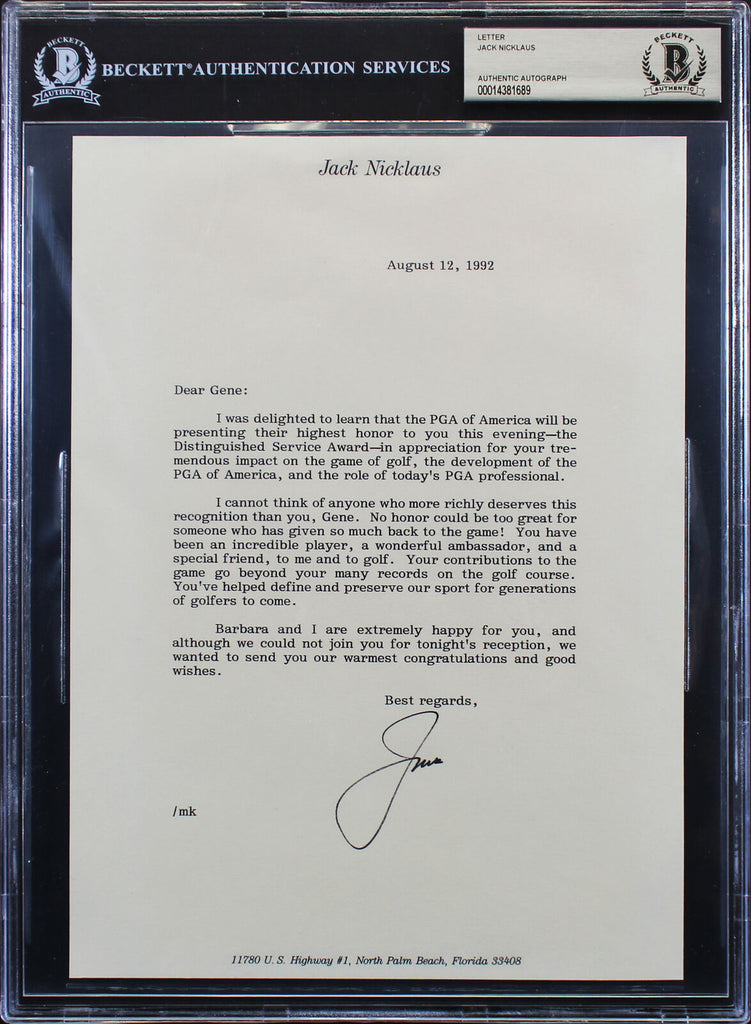 BECKETT
B
AUTHENTIC
BECKETT® AUTHENTICATION SERVICES
LETTER
JACK NICKLAUS
AUTHENTIC AUTOGRAPH
00014381689
BECKETT
B
AUTHENTIC
Jack Nicklaus
August 12, 1992
Dear Gene:
I was delighted to learn that the PGA of America will be
presenting their highest honor to you this evening—the
Distinguished Service Award—in appreciation for your tre-
mendous impact on the game of golf, the development of the
PGA of America, and the role of today's PGA professional.
I cannot think of anyone who more richly deserves this
recognition than you, Gene. No honor could be too great for
someone who has given so much back to the game! You have
been an incredible player, a wonderful ambassador, and a
special friend, to me and to golf. Your contributions to the
game go beyond your many records on the golf course.
You've helped define and preserve our sport for generations
of golfers to come.
Barbara and I are extremely happy for you, and
although we could not join you for tonight's reception, we
wanted to send you our warmest congratulations and good
wishes.
Best regards,
Jack
/mk
11780 U. S. Highway #1, North Palm Beach, Florida 33408